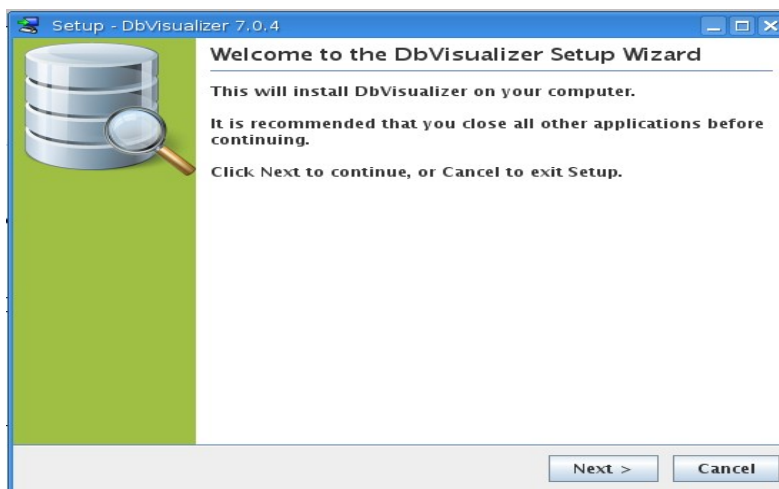 Setup - DbVisualizer 7.0.4
Welcome to the DbVisualizer Setup Wizard
This will install DbVisualizer on your computer.
It is recommended that you close all other applications before
continuing.
Click Next to continue, or Cancel to exit Setup.
Next >
Cancel